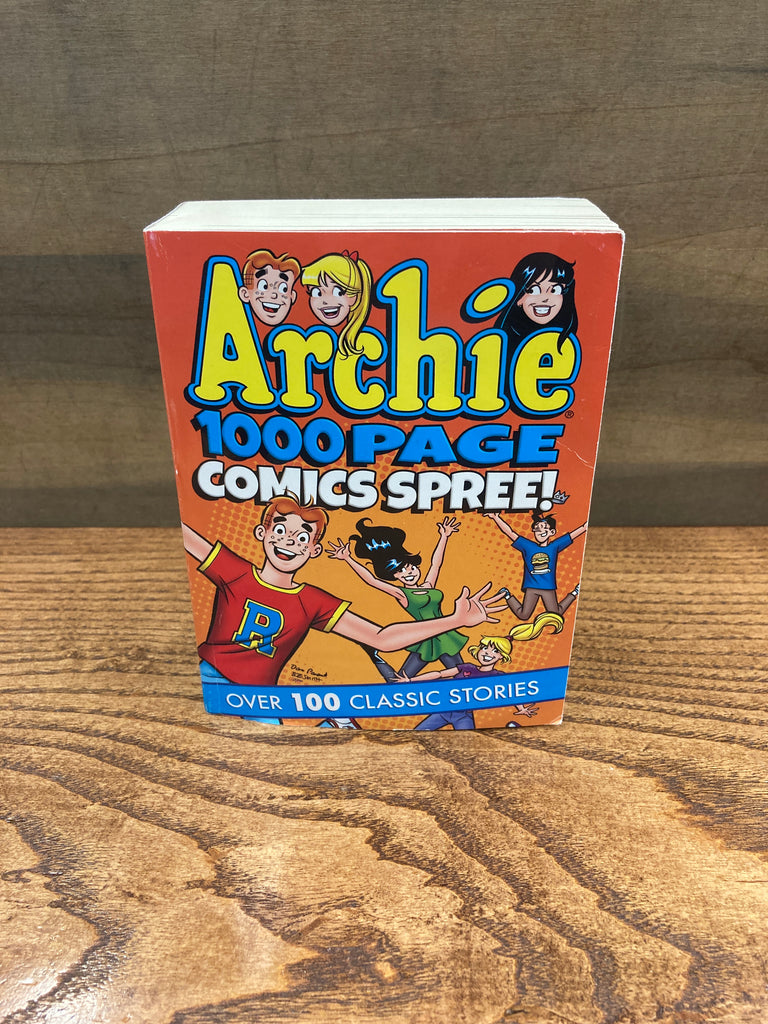 Archie®
1000 PAGE
COMICS SPREE!
R
OVER 100 CLASSIC STORIES